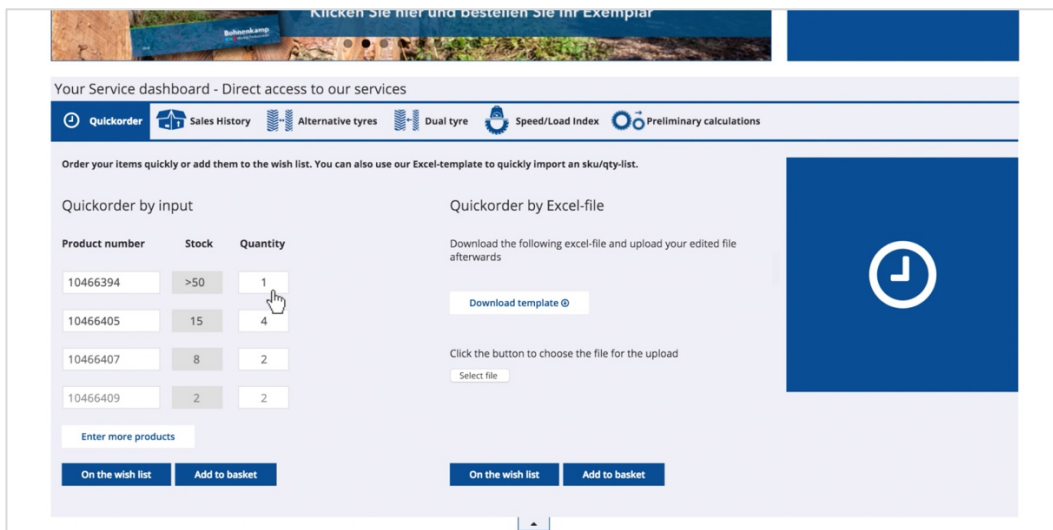 Klicken Sie hier und bestellen Sie Ihr Exemplar
Bohnenkamp
Your Service dashboard - Direct access to our services
Quickorder Sales History Alternative tyres Dual tyre Speed/Load Index Preliminary calculations
Order your items quickly or add them to the wish list. You can also use our Excel-template to quickly import an sku/qty-list.
Quickorder by input
Product number Stock Quantity
10466394 >50 1
10466405 15 4
10466407 8 2
10466409 2 2
Enter more products
On the wish list Add to basket
Quickorder by Excel-file
Download the following excel-file and upload your edited file
afterwards
Download template
Click the button to choose the file for the upload
Select file
On the wish list Add to basket